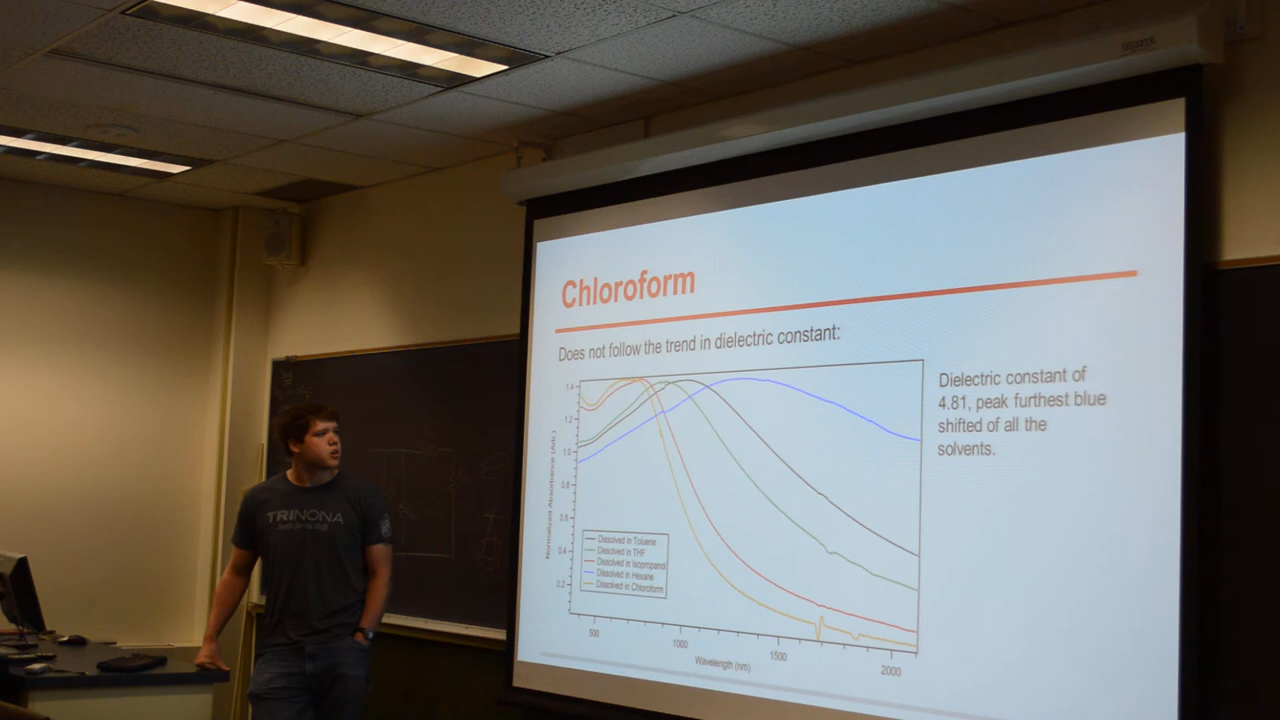 Chloroform
Does not follow the trend in dielectric constant:
Dielectric constant of
4.81, peak furthest blue
shifted of all the
solvents.
1.4
1.2
1.0
0.8
0.6
0.4
0.2
Normalized Absorbance (Arb.)
Dissolved in Toluene
Dissolved in THF
Dissolved in Isopropanol
Dissolved in Hexane
Dissolved in Chloroform
500
1000
1500
2000
Wavelength (nm)
TRINONA